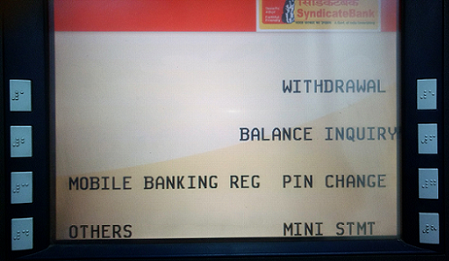 SyndicateBank
WITHDRAWAL
BALANCE INQUIRY
MOBILE BANKING REG PIN CHANGE
OTHERS MINI STMT